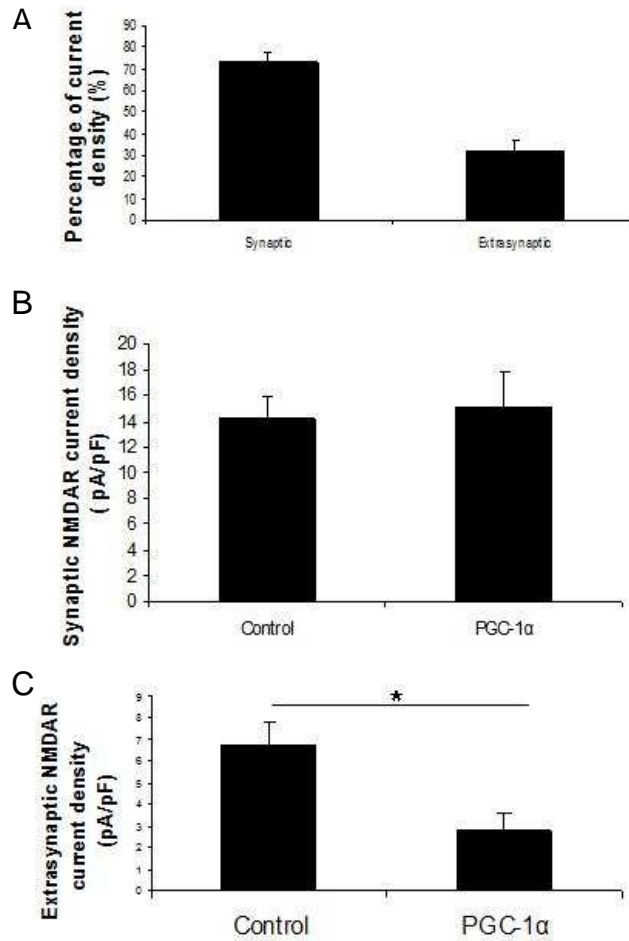 A
Percentage of current
density (%)
90
80
70
60
50
40
30
20
10
0
Synaptic
Extrasynaptic
B
Synaptic NMDAR current density
( pA/pF)
20
18
16
14
12
10
8
6
4
2
0
Control
PGC-1α
C
Extrasynaptic NMDAR
current density
(pA/pF)
9
8
7
6
5
4
3
2
1
0
*
Control
PGC-1α